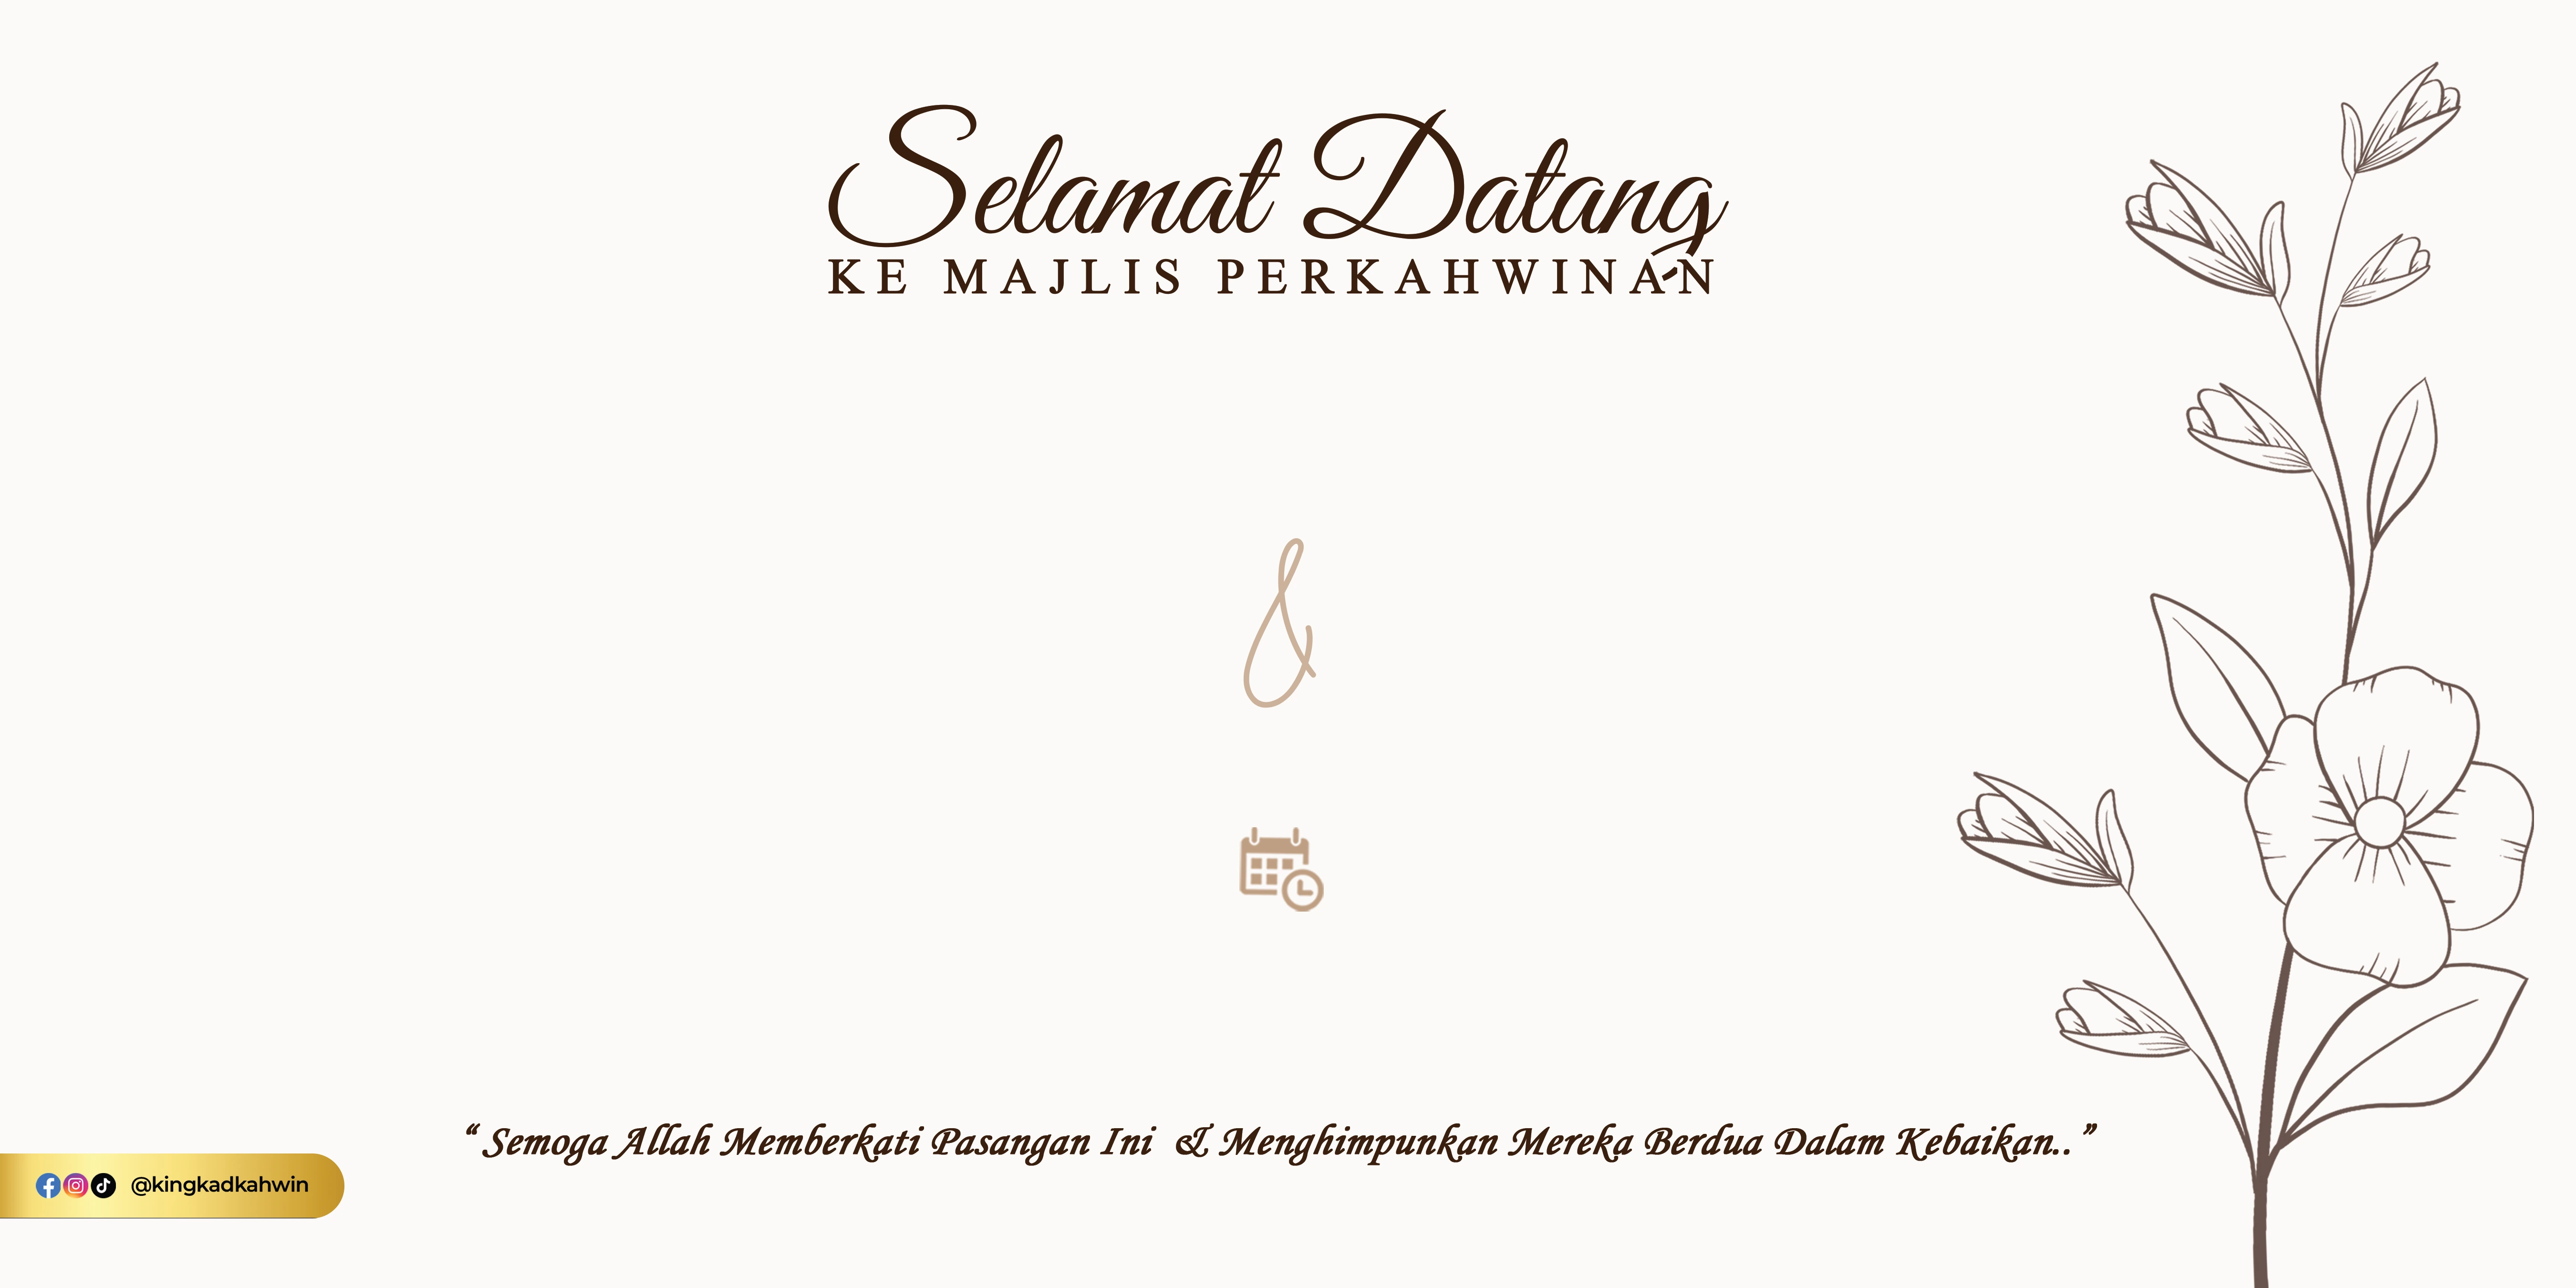 Selamat Datang
KE MAJLIS PERKAHWINAN
&
“ Semoga Allah Memberkati Pasangan Ini & Menghimpunkan Mereka Berdua Dalam Kebaikan.. ”
@kingkadkahwin